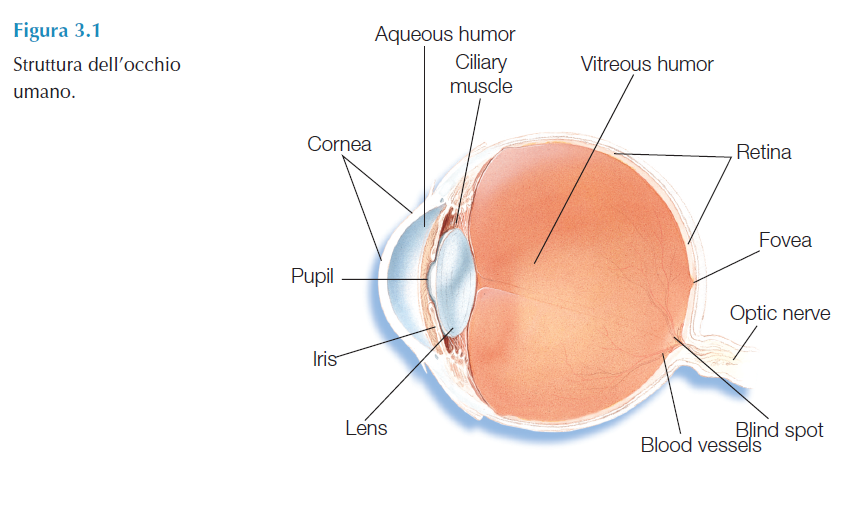 Figura 3.1
Struttura dell'occhio
umano.
Aqueous humor
Ciliary
muscle
Vitreous humor
Cornea
Retina
Fovea
Pupil
Optic nerve
Iris
Lens
Blind spot
Blood vessels